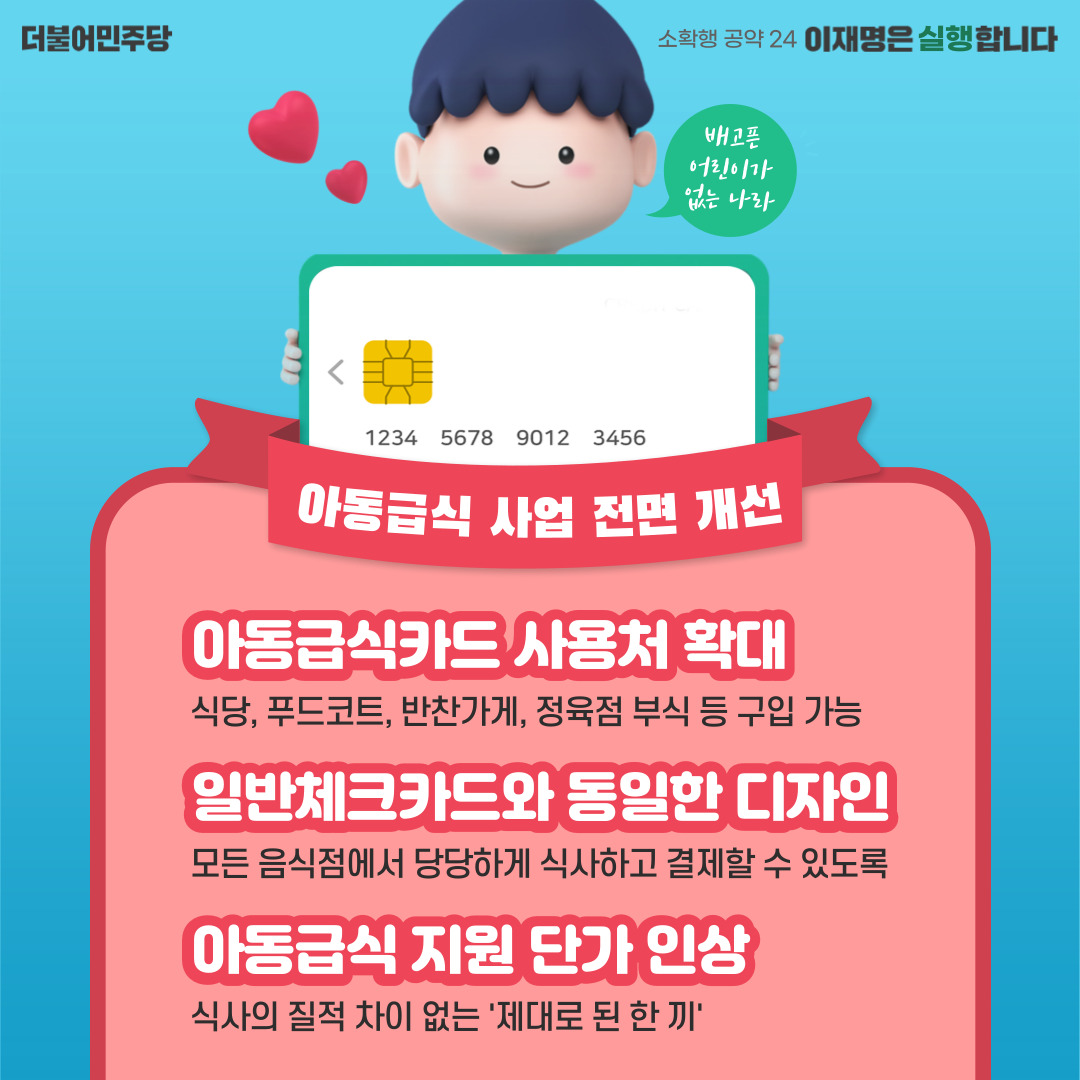 더불어민주당
소확행 공약 24 이재명은 실행합니다
배고픈
어린이가
없는 나라
1234 5678 9012 3456
아동급식 사업 전면 개선
아동급식카드 사용처 확대
식당, 푸드코트, 반찬가게, 정육점 부식 등 구입 가능
일반체크카드와 동일한 디자인
모든 음식점에서 당당하게 식사하고 결제할 수 있도록
아동급식 지원 단가 인상
식사의 질적 차이 없는 '제대로 된 한 끼'